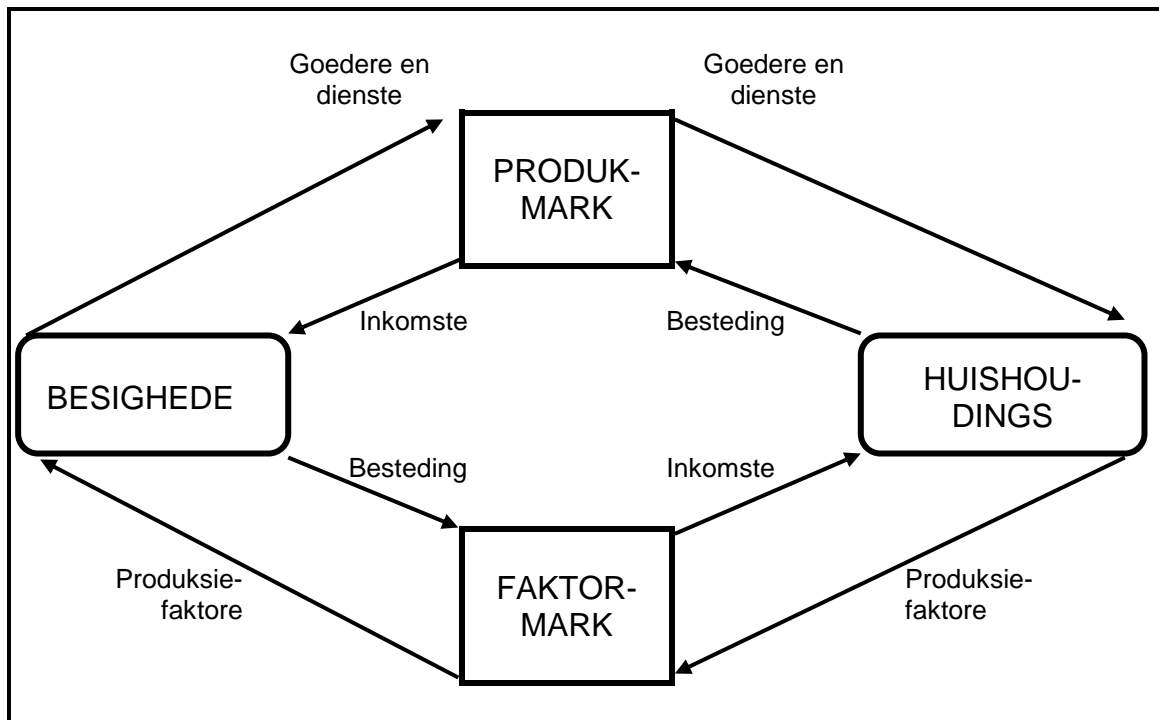 Goedere en
dienste
Goedere en
dienste
PRODUK-
MARK
Inkomste
Besteding
BESIGHEDE
HUISHOU-
DINGS
Besteding
Inkomste
Produksie-
faktore
FAKTOR-
MARK
Produksie-
faktore